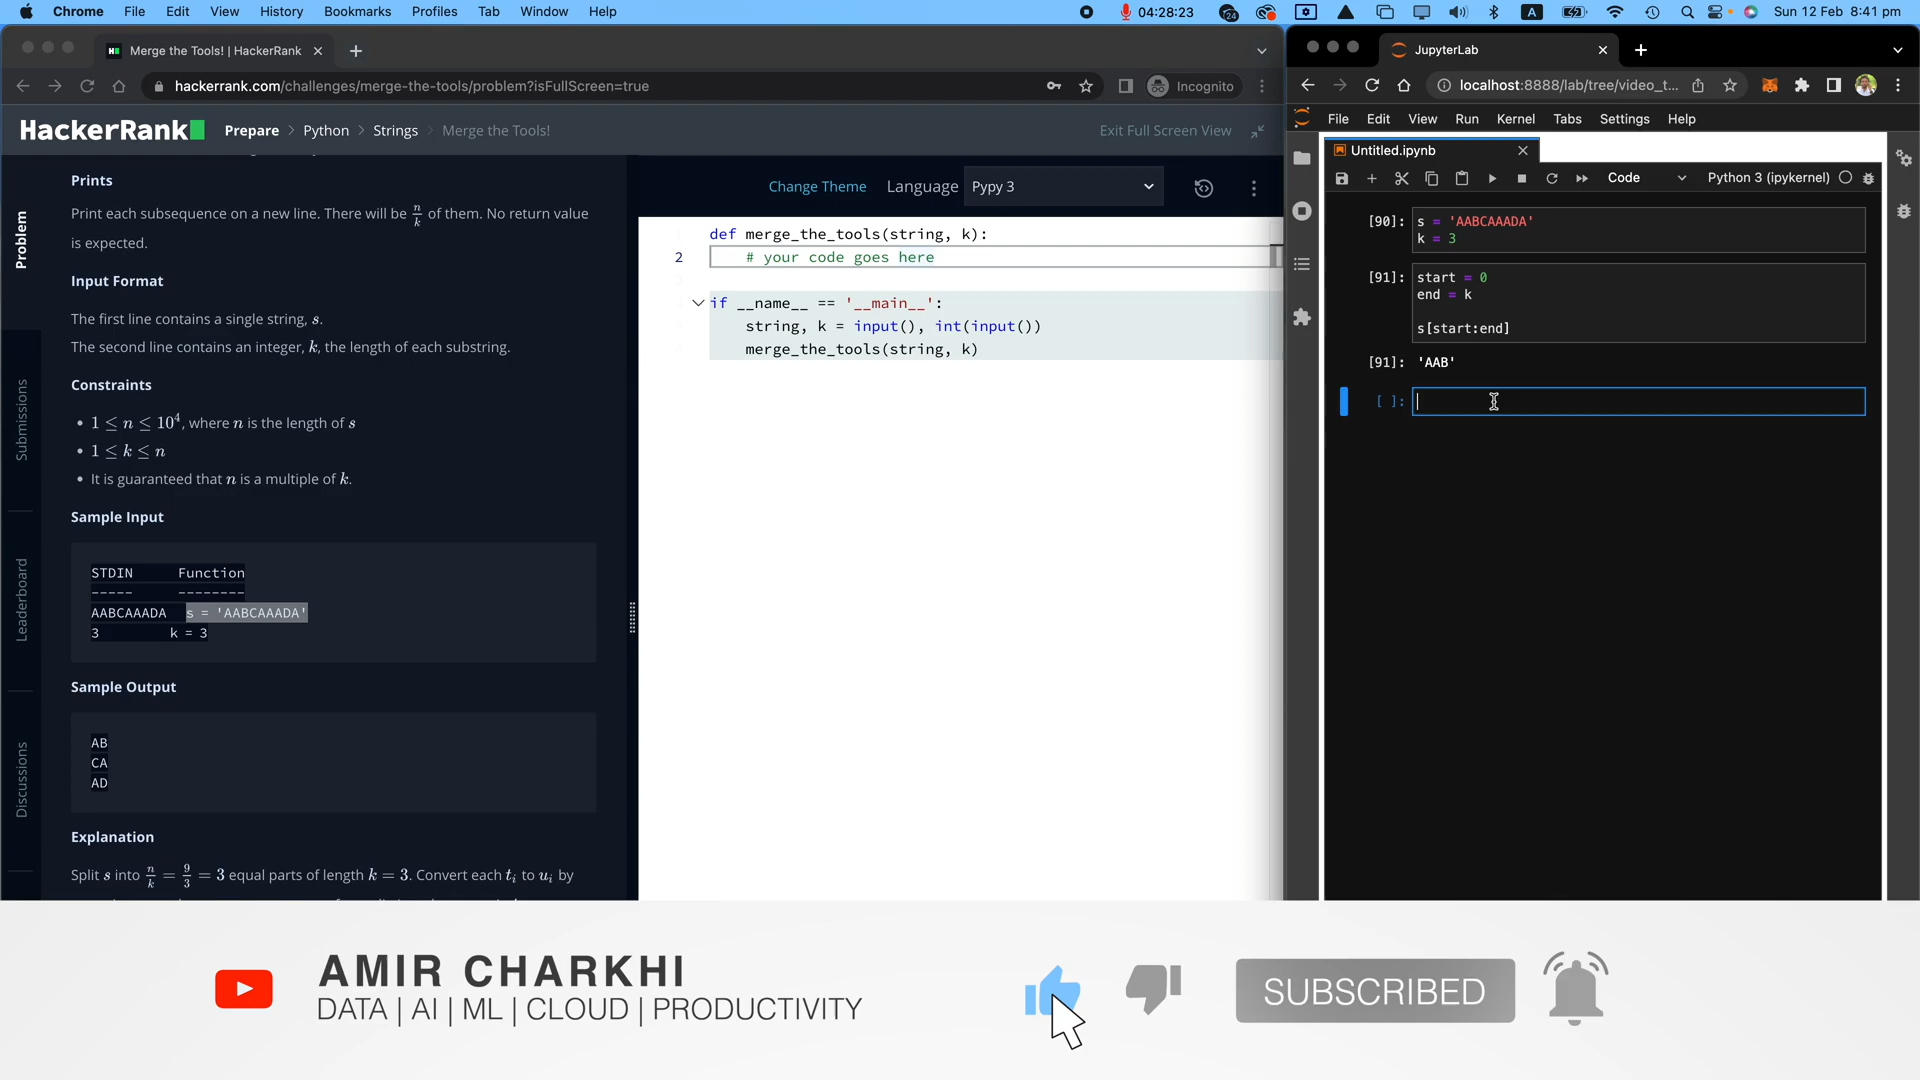 Chrome File Edit View History Bookmarks Profiles Tab Window Help 04:28:23 24 A Sun 12 Feb 8:41 pm
Merge the Tools! | HackerRank
hackerrank.com/challenges/merge-the-tools/problem?isFullScreen=true
Incognito
HackerRank Prepare > Python > Strings > Merge the Tools!
Exit Full Screen View
Problem
Submissions
Leaderboard
Discussions
Prints
Print each subsequence on a new line. There will be n/k of them. No return value
is expected.
Input Format
The first line contains a single string, s.
The second line contains an integer, k, the length of each substring.
Constraints
• 1 ≤ n ≤ 10^4, where n is the length of s
• 1 ≤ k ≤ n
• It is guaranteed that n is a multiple of k.
Sample Input
STDIN Function
----- --------
AABCAAADA s = 'AABCAAADA'
3 k = 3
Sample Output
AB
CA
AD
Explanation
Split s into n/k = 9/3 = 3 equal parts of length k = 3. Convert each t_i to u_i by
Change Theme Language Pypy 3
def merge_the_tools(string, k):
2 # your code goes here
if __name__ == '__main__':
string, k = input(), int(input())
merge_the_tools(string, k)
JupyterLab
localhost:8888/lab/tree/video_t...
File Edit View Run Kernel Tabs Settings Help
Untitled.ipynb
Code Python 3 (ipykernel)
[90]: s = 'AABCAAADA'
k = 3
[91]: start = 0
end = k
s[start:end]
[91]: 'AAB'
[ ]:
AMIR CHARKHI
DATA | AI | ML | CLOUD | PRODUCTIVITY
SUBSCRIBED